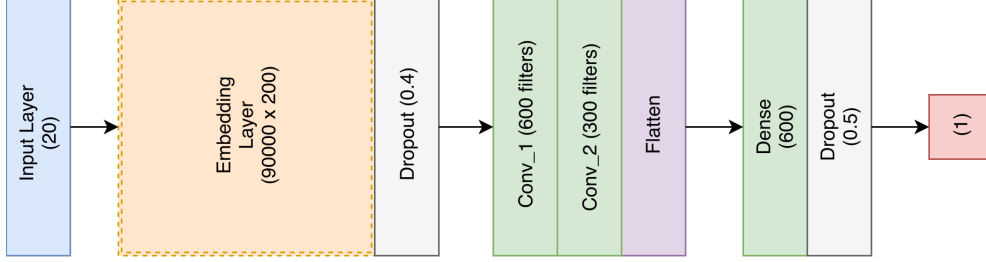 Input Layer
(20)
Embedding
Layer
(90000 x 200)
Dropout (0.4)
Conv_1 (600 filters)
Conv_2 (300 filters)
Flatten
Dense
(600)
Dropout
(0.5)
(1)